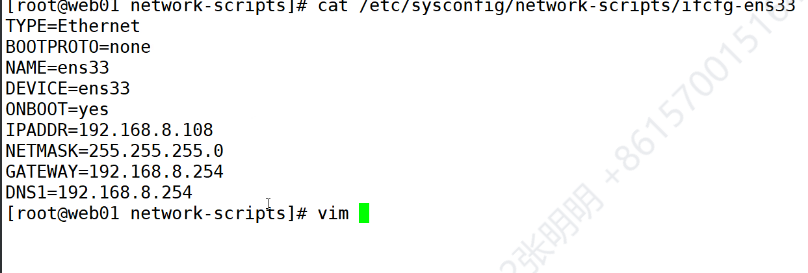 [root@web01 network-scripts]# cat /etc/sysconfig/network-scripts/ifcfg-ens33
TYPE=Ethernet
BOOTPROTO=none
NAME=ens33
DEVICE=ens33
ONBOOT=yes
IPADDR=192.168.8.108
NETMASK=255.255.255.0
GATEWAY=192.168.8.254
DNS1=192.168.8.254
[root@web01 network-scripts]# vim
张明明 +861570015